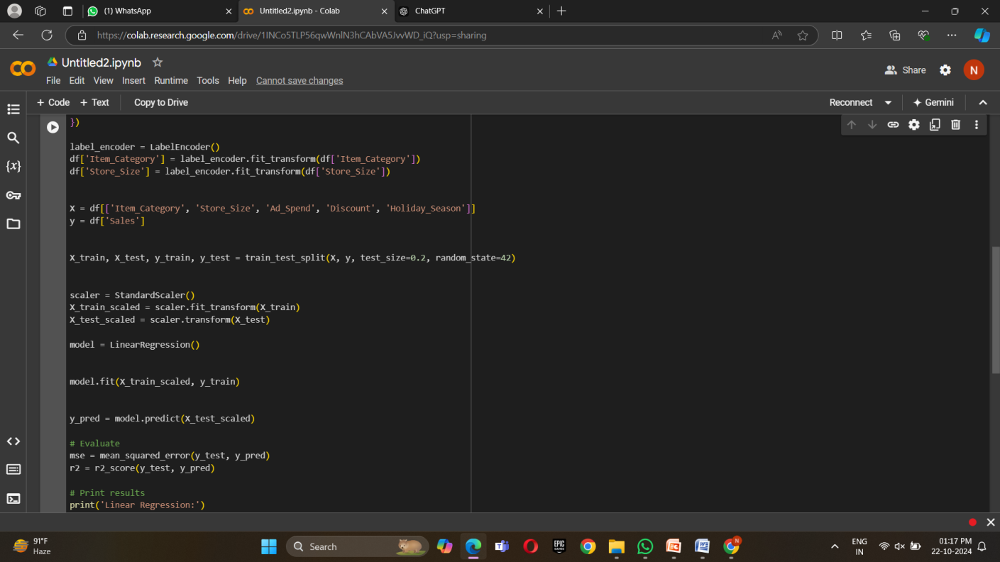 (1) WhatsApp
Untitled2.ipynb - Colab
ChatGPT
https://colab.research.google.com/drive/1INCo5TLP56qwWnIN3hCAbVA5JvvWD_iQ?usp=sharing
Untitled2.ipynb
File Edit View Insert Runtime Tools Help Cannot save changes
Share
N
+ Code + Text Copy to Drive
Reconnect Gemini
})
label_encoder = LabelEncoder()
df['Item_Category'] = label_encoder.fit_transform(df['Item_Category'])
df['Store_Size'] = label_encoder.fit_transform(df['Store_Size'])
X = df[['Item_Category', 'Store_Size', 'Ad_Spend', 'Discount', 'Holiday_Season']]
y = df['Sales']
X_train, X_test, y_train, y_test = train_test_split(X, y, test_size=0.2, random_state=42)
scaler = StandardScaler()
X_train_scaled = scaler.fit_transform(X_train)
X_test_scaled = scaler.transform(X_test)
model = LinearRegression()
model.fit(X_train_scaled, y_train)
y_pred = model.predict(X_test_scaled)
# Evaluate
mse = mean_squared_error(y_test, y_pred)
r2 = r2_score(y_test, y_pred)
# Print results
print('Linear Regression:')
91°F
Haze
Search
EPIC GAMES
N
ENG
IN
01:17 PM
22-10-2024